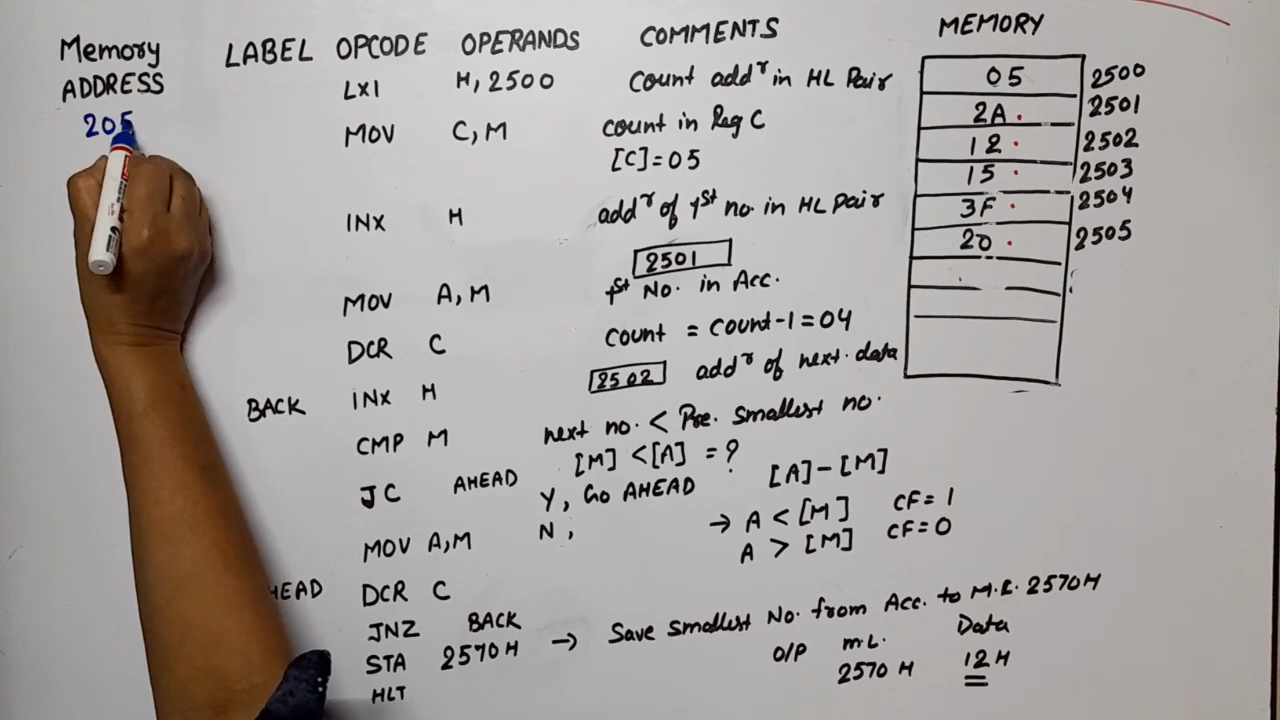 Memory ADDRESS
LABEL OPCODE OPERANDS COMMENTS
205
LXI H, 2500 Count addʳ in HL Pair
MOV C, M count in Reg C
[C] = 05
INX H addʳ of 1st no. in HL Pair
2501
MOV A, M 1st No. in Acc.
DCR C Count = Count-1 = 04
BACK INX H 2502 addʳ of next data
CMP M next no. < Pre. Smallest no.
[M] < [A] = ?
JC AHEAD Y, Go AHEAD [A] - [M]
MOV A,M N, → A < [M] CF = 1
A > [M] CF = 0
HEAD DCR C
JNZ BACK
STA 2570 H → Save Smallest No. from Acc. to M.L. 2570 H
HLT
O/P M.L. Data
2570 H 12 H
MEMORY
05 2500
2A 2501
12 2502
15 2503
3F 2504
20 2505